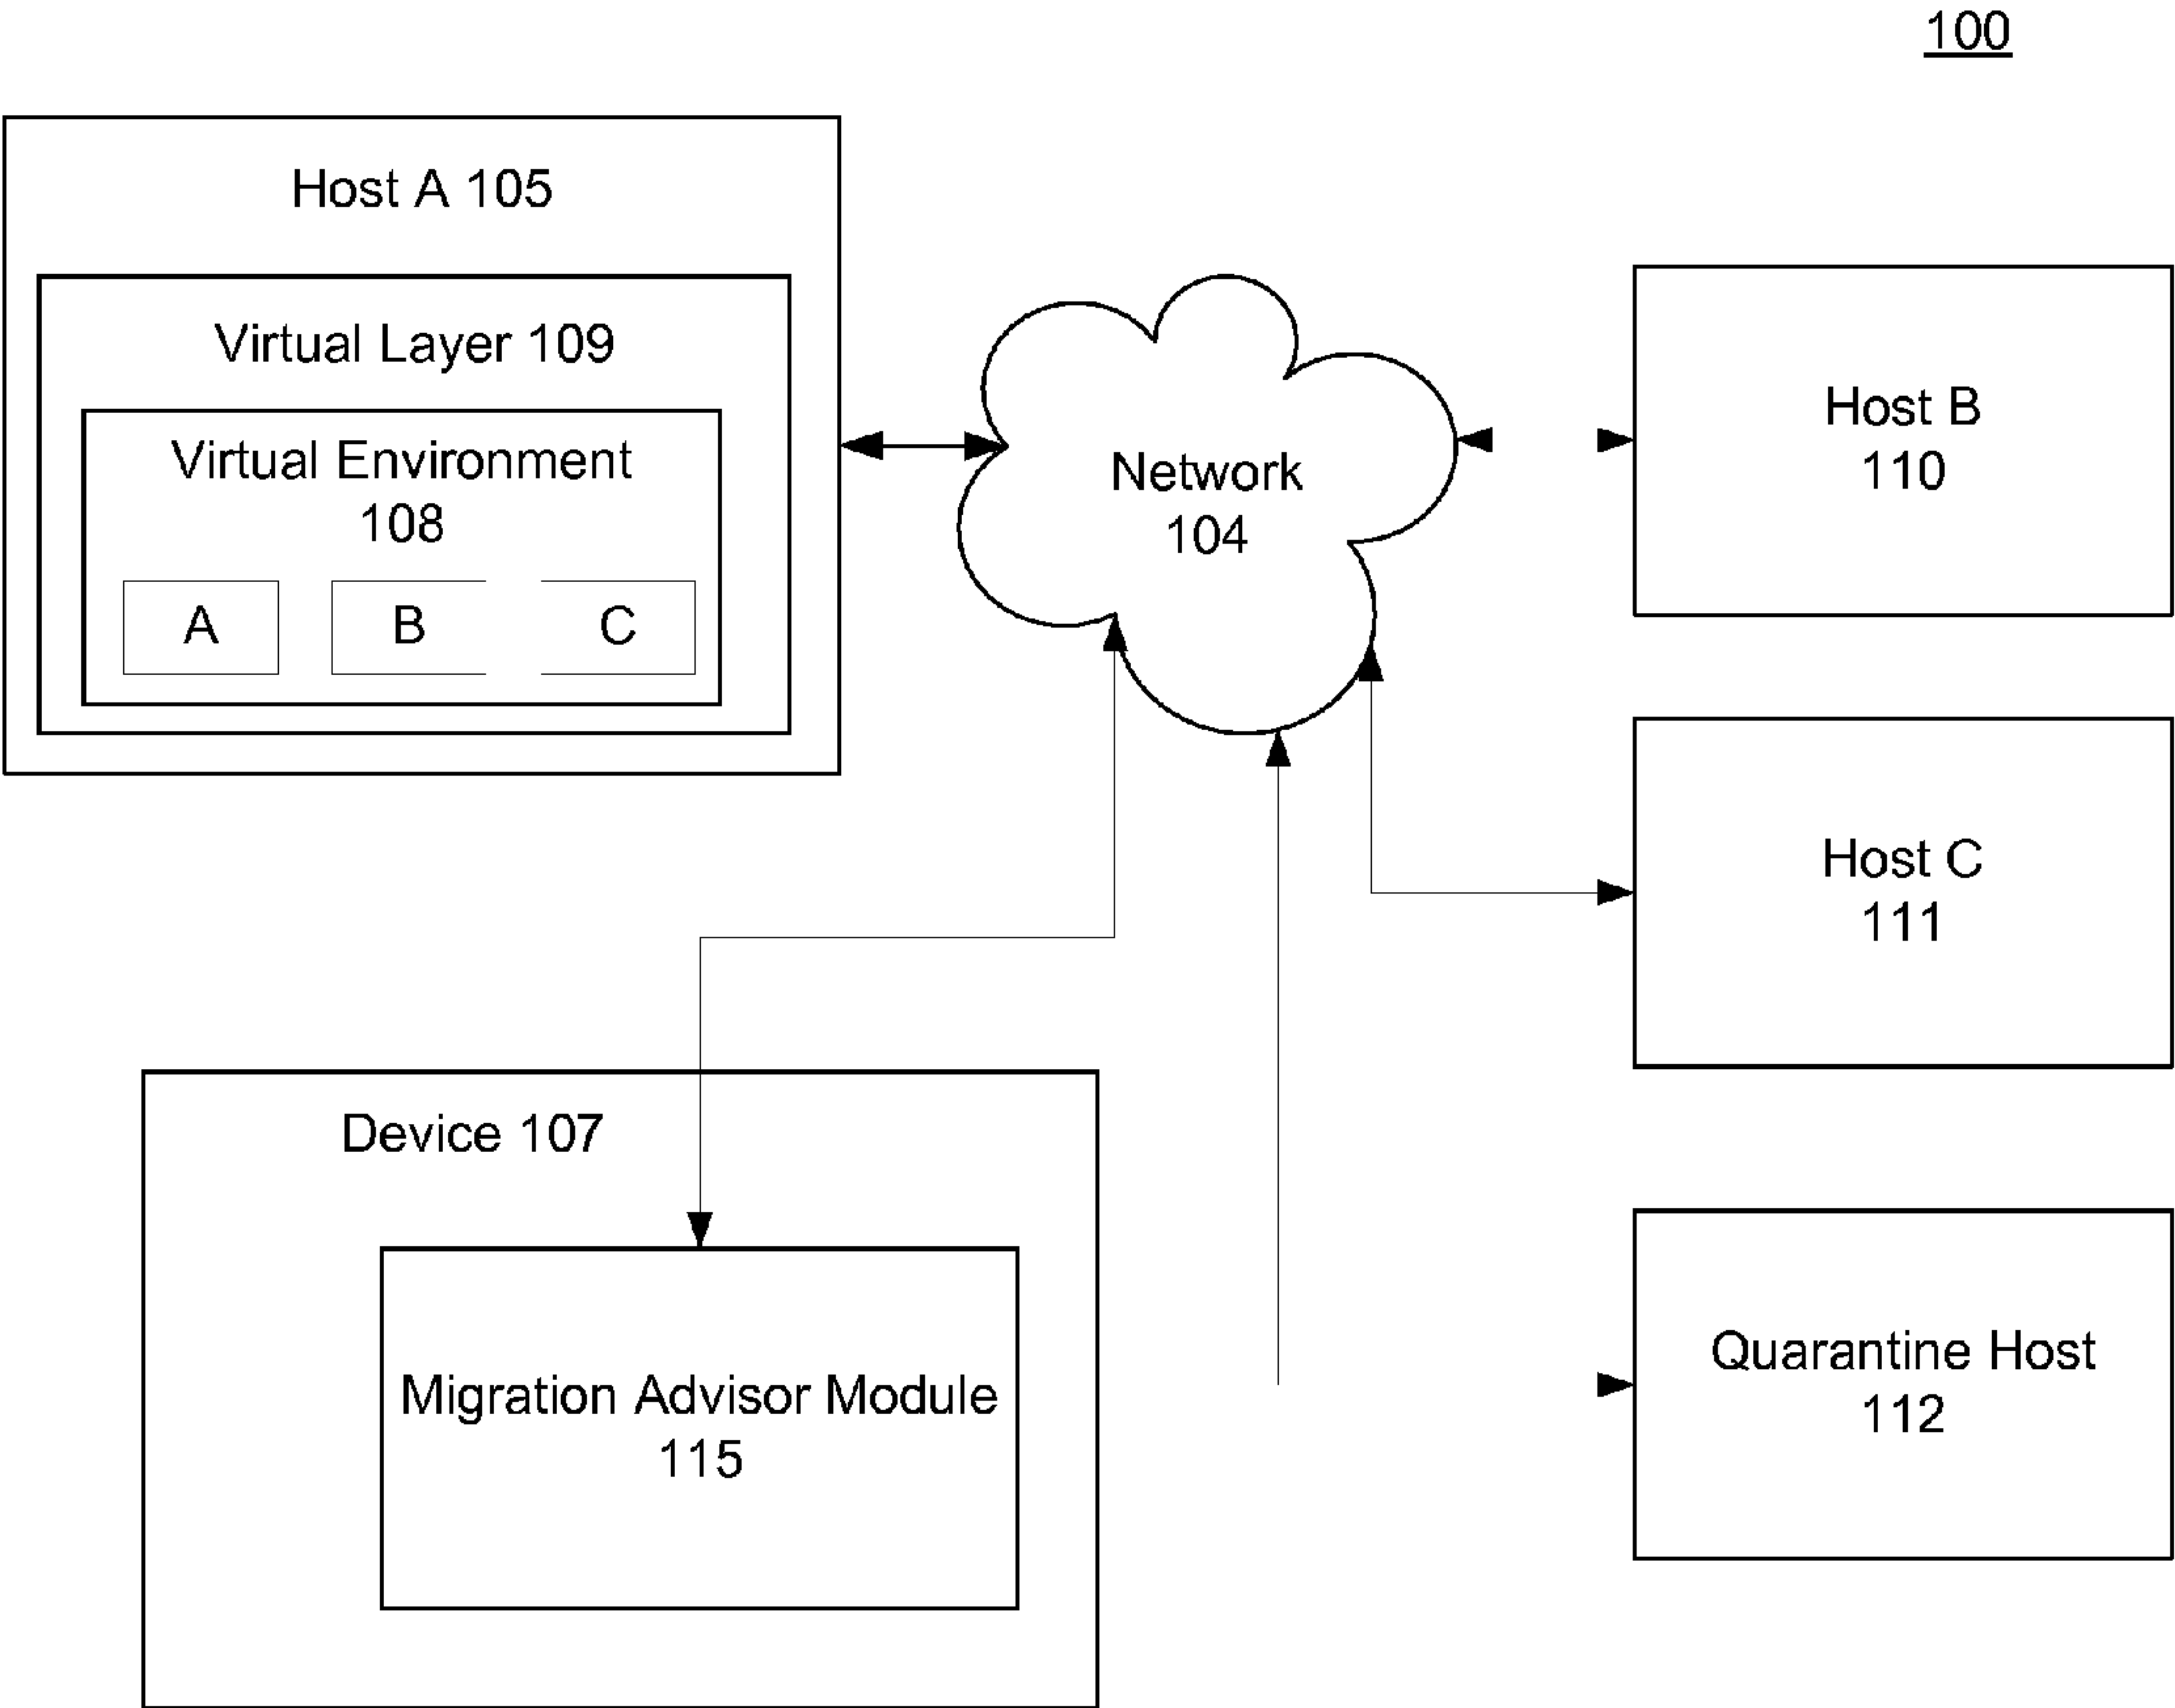 100
Host A 105
Virtual Layer 109
Virtual Environment
108
A
B
C
Network
104
Host B
110
Host C
111
Device 107
Migration Advisor Module
115
Quarantine Host
112